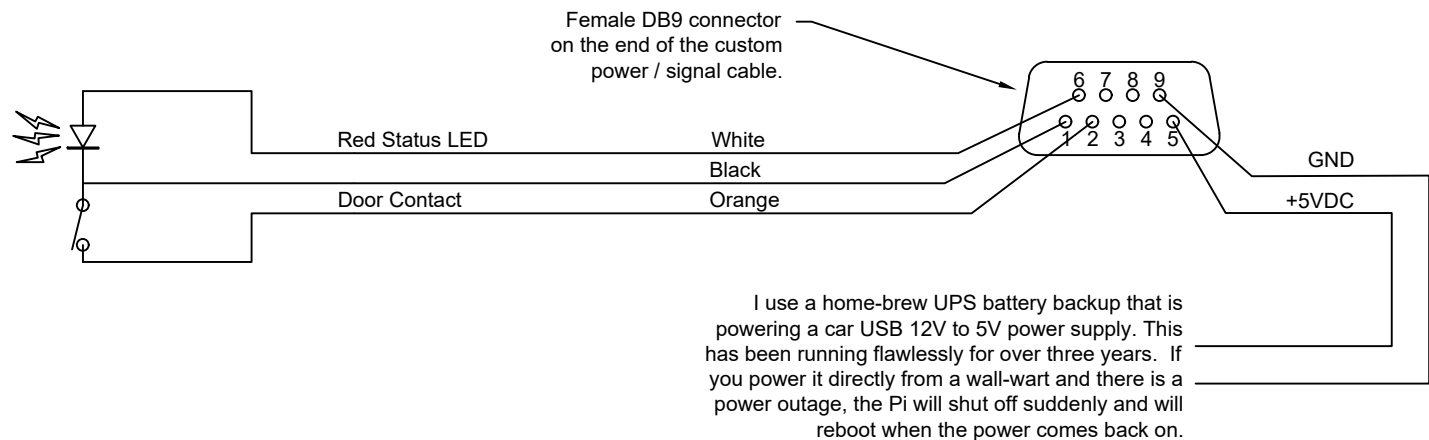 Female DB9 connector
on the end of the custom
power / signal cable.
6 7 8 9
1 2 3 4 5
Red Status LED White
Black
Door Contact Orange
GND
+5VDC
I use a home-brew UPS battery backup that is
powering a car USB 12V to 5V power supply. This
has been running flawlessly for over three years. If
you power it directly from a wall-wart and there is a
power outage, the Pi will shut off suddenly and will
reboot when the power comes back on.